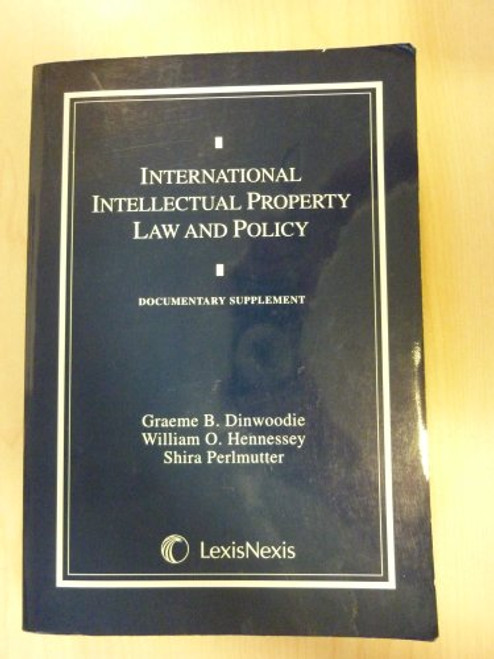 INTERNATIONAL
INTELLECTUAL PROPERTY
LAW AND POLICY
DOCUMENTARY SUPPLEMENT
Graeme B. Dinwoodie
William O. Hennessey
Shira Perlmutter
LexisNexis